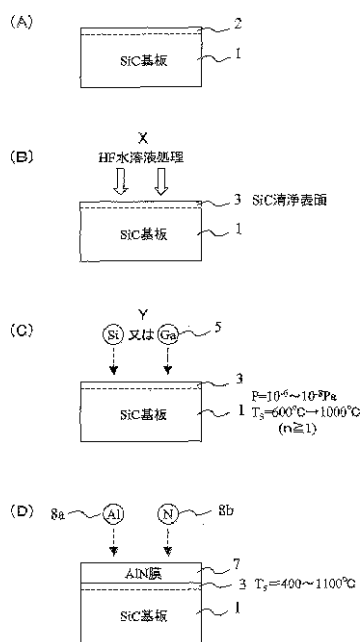 (A)
2
SiC基板
1
(B)
X
HF水溶液処理
3 SiC清浄表面
SiC基板
1
(C)
Y
Si 又は Ga 5
3
SiC基板
1 P=10⁻⁶~10⁻⁸Pa
Tₛ=600℃→1000℃
(n≧1)
(D)
8a Al N 8b
7
AlN膜
3 Tₛ=400~1100℃
SiC基板
1